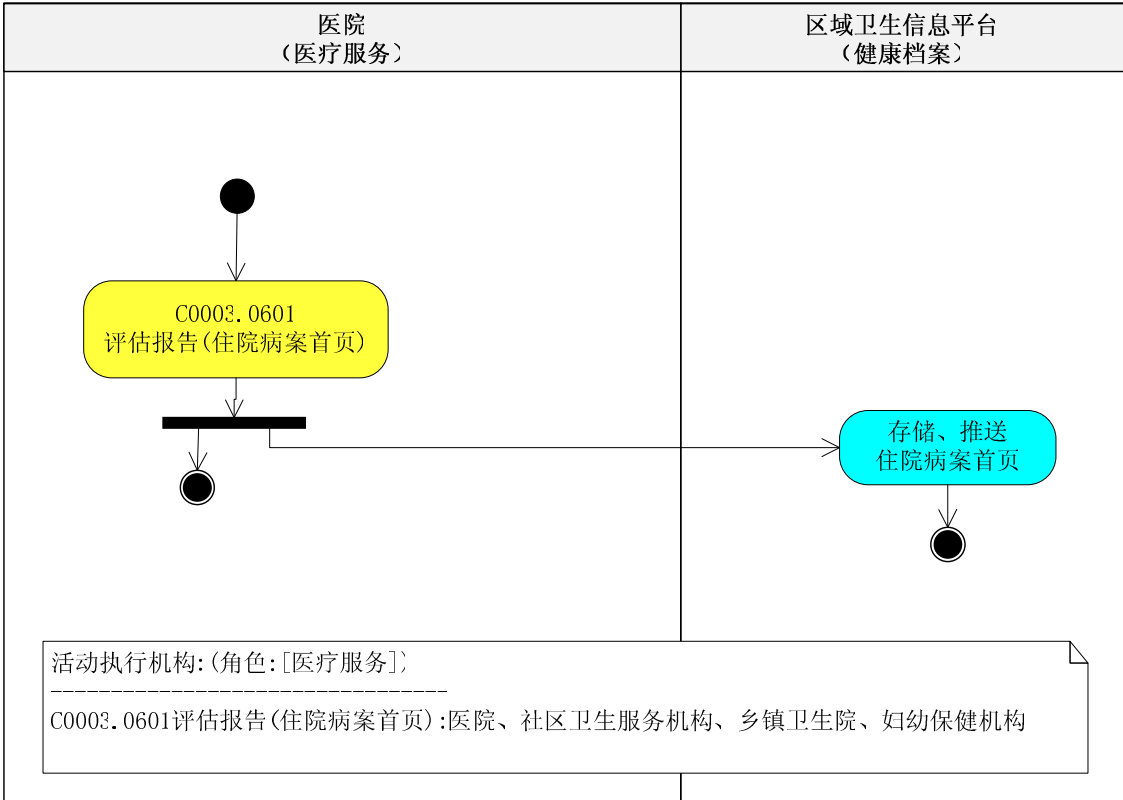 医院
（医疗服务）
区域卫生信息平台
（健康档案）
C0003.0601
评估报告(住院病案首页)
存储、推送
住院病案首页
活动执行机构:(角色:[医疗服务])
---------------------------------
C0003.0601评估报告(住院病案首页):医院、社区卫生服务机构、乡镇卫生院、妇幼保健机构